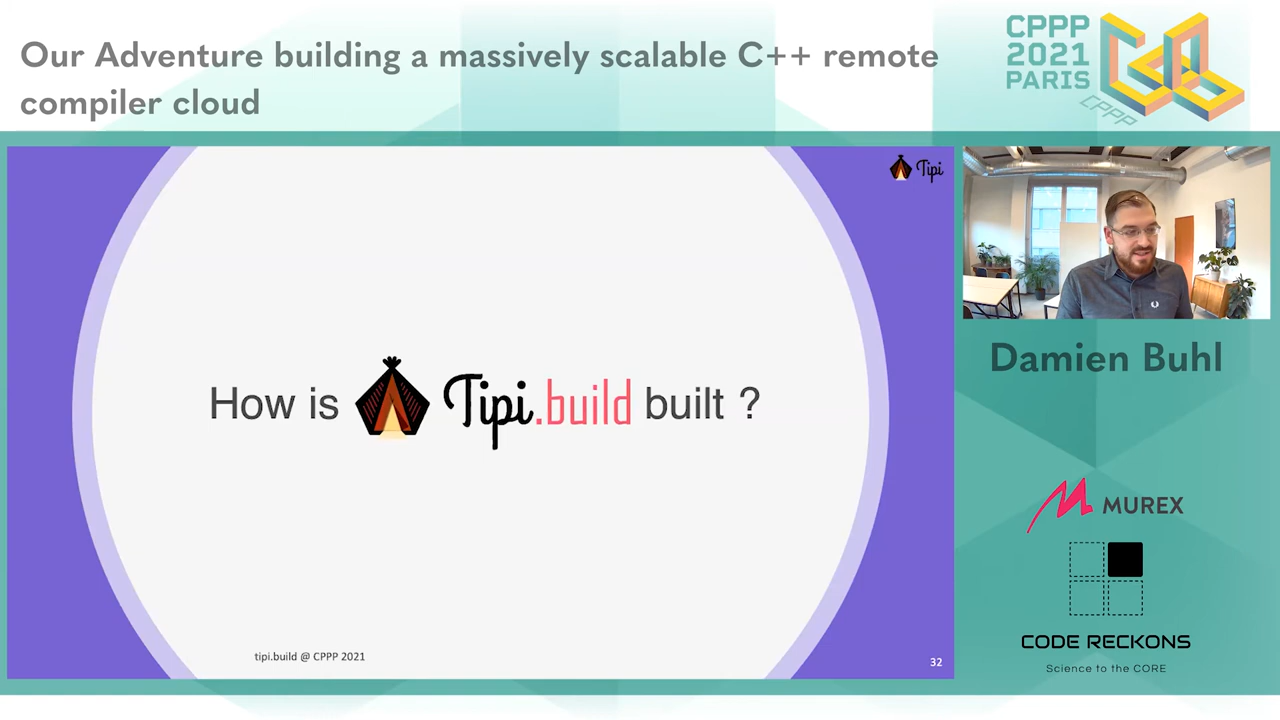 Our Adventure building a massively scalable C++ remote
compiler cloud
CPPP
2021
PARIS
CPPP
Tipi
How is Tipi.build built ?
tipi.build @ CPPP 2021
32
Damien Buhl
MUREX
CODE RECKONS
Science to the CORE